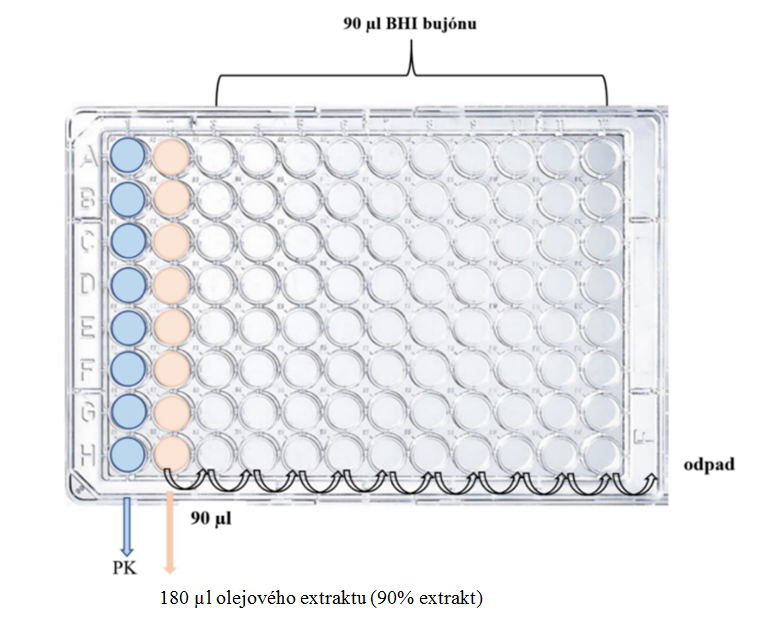 90 µl BHI bujónu
A
B
C
D
E
F
G
H
odpad
90 µl
PK
180 µl olejového extraktu (90% extrakt)